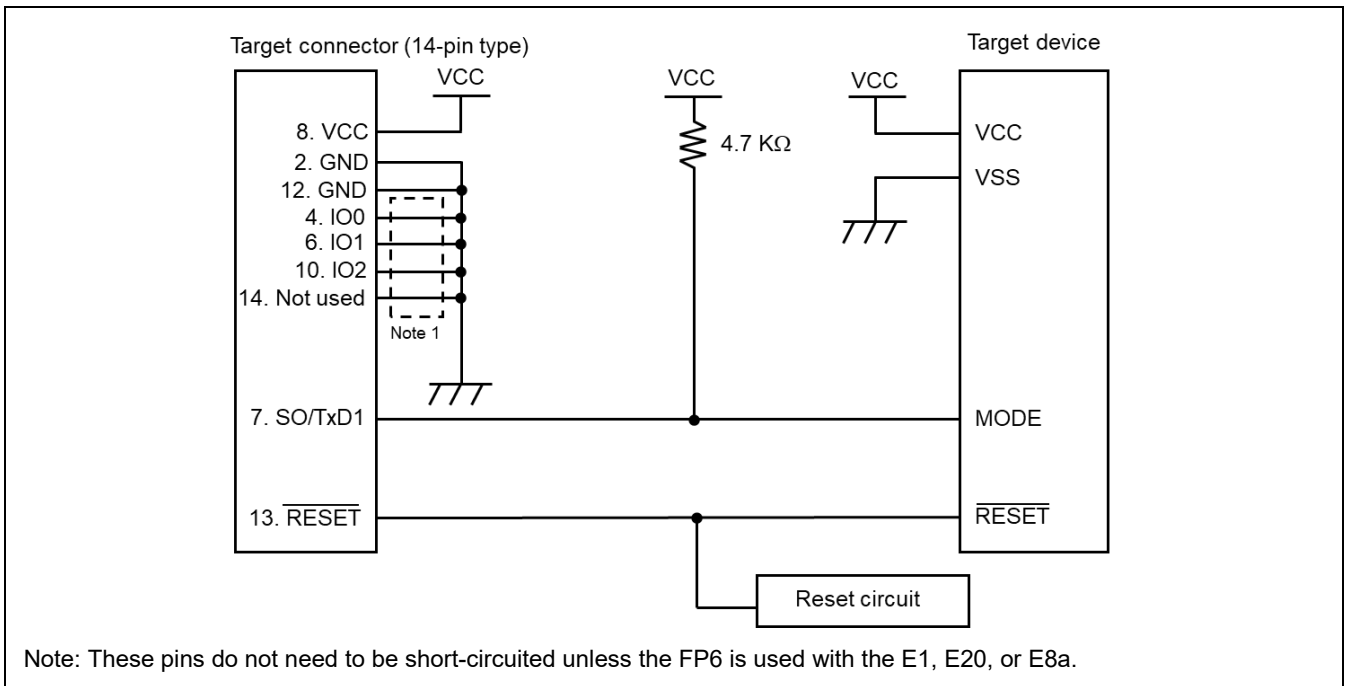 Target connector (14-pin type)
Target device
VCC
VCC
VCC
8. VCC
2. GND
12. GND
4. IO0
6. IO1
10. IO2
14. Not used
Note 1
4.7 KΩ
VCC
VSS
7. SO/TxD1
MODE
13. RESET
RESET
Reset circuit
Note: These pins do not need to be short-circuited unless the FP6 is used with the E1, E20, or E8a.